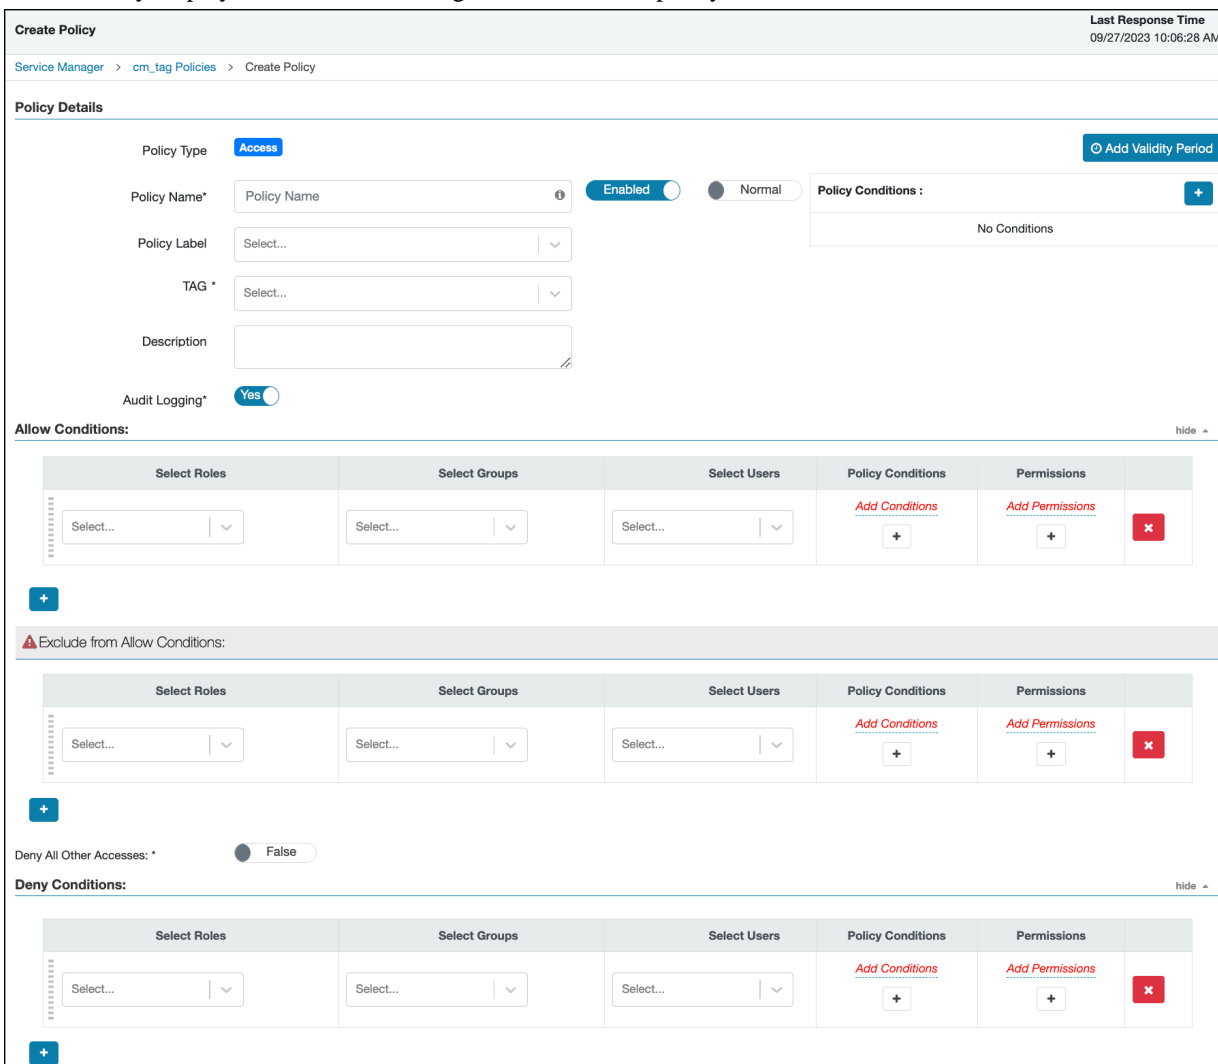 Create Policy
Last Response Time
09/27/2023 10:06:28 AM
Service Manager > cm_tag Policies > Create Policy
Policy Details
Policy Type Access
Add Validity Period
Policy Name* Policy Name Enabled Normal
Policy Conditions :
No Conditions
Policy Label Select...
TAG * Select...
Description
Audit Logging* Yes
Allow Conditions: hide
Select Roles Select Groups Select Users Policy Conditions Permissions
Add Conditions Add Permissions
Select... Select... Select... + +
+
Exclude from Allow Conditions:
Select Roles Select Groups Select Users Policy Conditions Permissions
Add Conditions Add Permissions
Select... Select... Select... + +
+
Deny All Other Accesses: * False
Deny Conditions: hide
Select Roles Select Groups Select Users Policy Conditions Permissions
Add Conditions Add Permissions
Select... Select... Select... + +
+